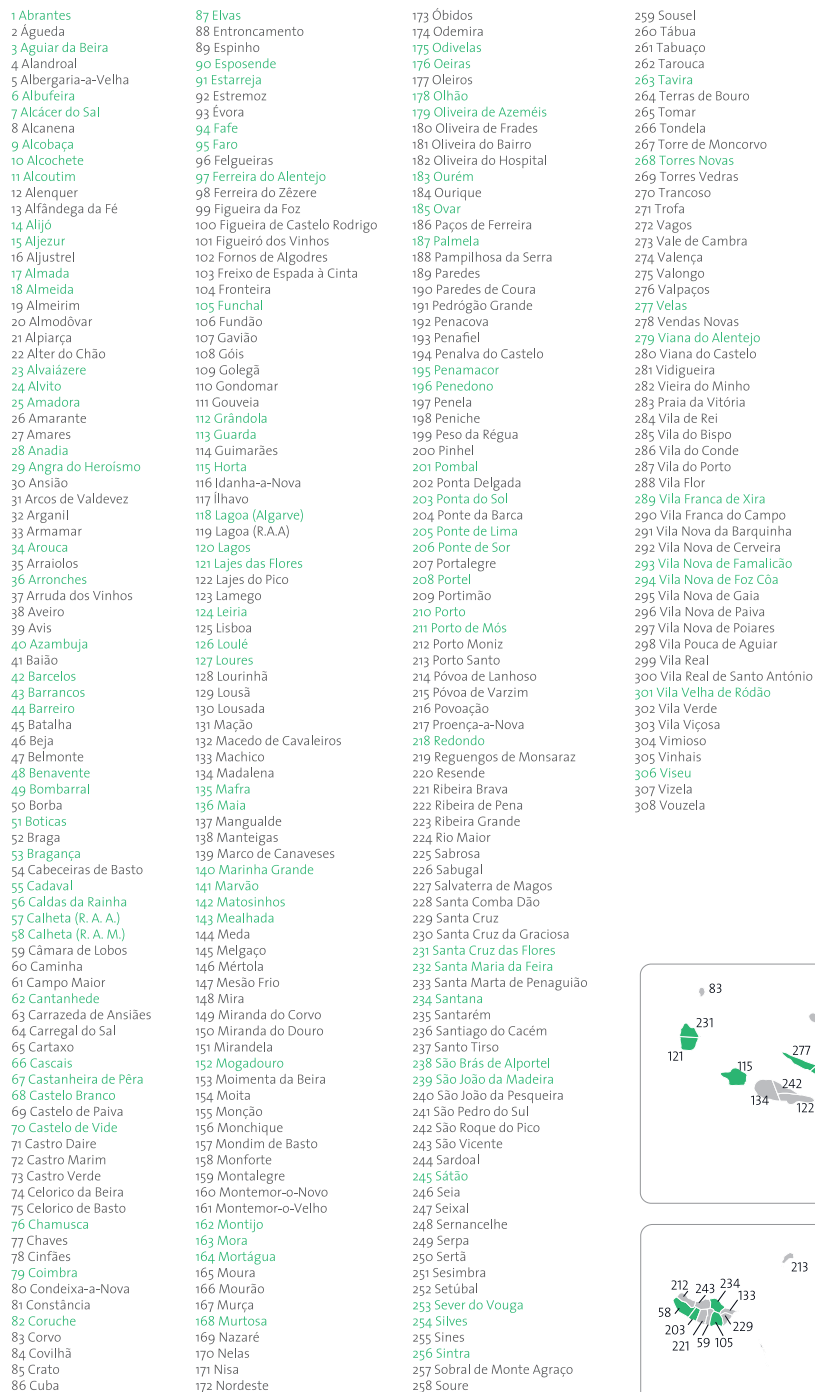 1 Abrantes
2 Águeda
3 Aguiar da Beira
4 Alandroal
5 Albergaria-a-Velha
6 Albufeira
7 Alcácer do Sal
8 Alcanena
9 Alcobaça
10 Alcochete
11 Alcoutim
12 Alenquer
13 Alfândega da Fé
14 Alijó
15 Aljezur
16 Aljustrel
17 Almada
18 Almeida
19 Almeirim
20 Almodôvar
21 Alpiarça
22 Alter do Chão
23 Alvaiázere
24 Alvito
25 Amadora
26 Amarante
27 Amares
28 Anadia
29 Angra do Heroísmo
30 Ansião
31 Arcos de Valdevez
32 Arganil
33 Armamar
34 Arouca
35 Arraiolos
36 Arronches
37 Arruda dos Vinhos
38 Aveiro
39 Avis
40 Azambuja
41 Baião
42 Barcelos
43 Barrancos
44 Barreiro
45 Batalha
46 Beja
47 Belmonte
48 Benavente
49 Bombarral
50 Borba
51 Boticas
52 Braga
53 Bragança
54 Cabeceiras de Basto
55 Cadaval
56 Caldas da Rainha
57 Calheta (R. A. A.)
58 Calheta (R. A. M.)
59 Câmara de Lobos
60 Caminha
61 Campo Maior
62 Cantanhede
63 Carrazeda de Ansiães
64 Carregal do Sal
65 Cartaxo
66 Cascais
67 Castanheira de Pêra
68 Castelo Branco
69 Castelo de Paiva
70 Castelo de Vide
71 Castro Daire
72 Castro Marim
73 Castro Verde
74 Celorico da Beira
75 Celorico de Basto
76 Chamusca
77 Chaves
78 Cinfães
79 Coimbra
80 Condeixa-a-Nova
81 Constância
82 Coruche
83 Corvo
84 Covilhã
85 Crato
86 Cuba
87 Elvas
88 Entroncamento
89 Espinho
90 Esposende
91 Estarreja
92 Estremoz
93 Évora
94 Fafe
95 Faro
96 Felgueiras
97 Ferreira do Alentejo
98 Ferreira do Zêzere
99 Figueira da Foz
100 Figueira de Castelo Rodrigo
101 Figueiró dos Vinhos
102 Fornos de Algodres
103 Freixo de Espada à Cinta
104 Fronteira
105 Funchal
106 Fundão
107 Gavião
108 Góis
109 Golegã
110 Gondomar
111 Gouveia
112 Grândola
113 Guarda
114 Guimarães
115 Horta
116 Idanha-a-Nova
117 Ílhavo
118 Lagoa (Algarve)
119 Lagoa (R.A.A)
120 Lagos
121 Lajes das Flores
122 Lajes do Pico
123 Lamego
124 Leiria
125 Lisboa
126 Loulé
127 Loures
128 Lourinhã
129 Lousã
130 Lousada
131 Mação
132 Macedo de Cavaleiros
133 Machico
134 Madalena
135 Mafra
136 Maia
137 Mangualde
138 Manteigas
139 Marco de Canaveses
140 Marinha Grande
141 Marvão
142 Matosinhos
143 Mealhada
144 Meda
145 Melgaço
146 Mértola
147 Mesão Frio
148 Mira
149 Miranda do Corvo
150 Miranda do Douro
151 Mirandela
152 Mogadouro
153 Moimenta da Beira
154 Moita
155 Monção
156 Monchique
157 Mondim de Basto
158 Monforte
159 Montalegre
160 Montemor-o-Novo
161 Montemor-o-Velho
162 Montijo
163 Mora
164 Mortágua
165 Moura
166 Mourão
167 Murça
168 Murtosa
169 Nazaré
170 Nelas
171 Nisa
172 Nordeste
173 Óbidos
174 Odemira
175 Odivelas
176 Oeiras
177 Oleiros
178 Olhão
179 Oliveira de Azeméis
180 Oliveira de Frades
181 Oliveira do Bairro
182 Oliveira do Hospital
183 Ourém
184 Ourique
185 Ovar
186 Paços de Ferreira
187 Palmela
188 Pampilhosa da Serra
189 Paredes
190 Paredes de Coura
191 Pedrógão Grande
192 Penacova
193 Penafiel
194 Penalva do Castelo
195 Penamacor
196 Penedono
197 Penela
198 Peniche
199 Peso da Régua
200 Pinhel
201 Pombal
202 Ponta Delgada
203 Ponta do Sol
204 Ponte da Barca
205 Ponte de Lima
206 Ponte de Sor
207 Portalegre
208 Portel
209 Portimão
210 Porto
211 Porto de Mós
212 Porto Moniz
213 Porto Santo
214 Póvoa de Lanhoso
215 Póvoa de Varzim
216 Povoação
217 Proença-a-Nova
218 Redondo
219 Reguengos de Monsaraz
220 Resende
221 Ribeira Brava
222 Ribeira de Pena
223 Ribeira Grande
224 Rio Maior
225 Sabrosa
226 Sabugal
227 Salvaterra de Magos
228 Santa Comba Dão
229 Santa Cruz
230 Santa Cruz da Graciosa
231 Santa Cruz das Flores
232 Santa Maria da Feira
233 Santa Marta de Penaguião
234 Santana
235 Santarém
236 Santiago do Cacém
237 Santo Tirso
238 São Brás de Alportel
239 São João da Madeira
240 São João da Pesqueira
241 São Pedro do Sul
242 São Roque do Pico
243 São Vicente
244 Sardoal
245 Sátão
246 Seia
247 Seixal
248 Sernancelhe
249 Serpa
250 Sertã
251 Sesimbra
252 Setúbal
253 Sever do Vouga
254 Silves
255 Sines
256 Sintra
257 Sobral de Monte Agraço
258 Soure
259 Sousel
260 Tábua
261 Tabuaço
262 Tarouca
263 Tavira
264 Terras de Bouro
265 Tomar
266 Tondela
267 Torre de Moncorvo
268 Torres Novas
269 Torres Vedras
270 Trancoso
271 Trofa
272 Vagos
273 Vale de Cambra
274 Valença
275 Valongo
276 Valpaços
277 Velas
278 Vendas Novas
279 Viana do Alentejo
280 Viana do Castelo
281 Vidigueira
282 Vieira do Minho
283 Praia da Vitória
284 Vila de Rei
285 Vila do Bispo
286 Vila do Conde
287 Vila do Porto
288 Vila Flor
289 Vila Franca de Xira
290 Vila Franca do Campo
291 Vila Nova da Barquinha
292 Vila Nova de Cerveira
293 Vila Nova de Famalicão
294 Vila Nova de Foz Côa
295 Vila Nova de Gaia
296 Vila Nova de Paiva
297 Vila Nova de Poiares
298 Vila Pouca de Aguiar
299 Vila Real
300 Vila Real de Santo António
301 Vila Velha de Ródão
302 Vila Verde
303 Vila Viçosa
304 Vimioso
305 Vinhais
306 Viseu
307 Vizela
308 Vouzela
83
231
121
277
115
242
134
122
213
212 243 234
133
58
203
229
221 59 105